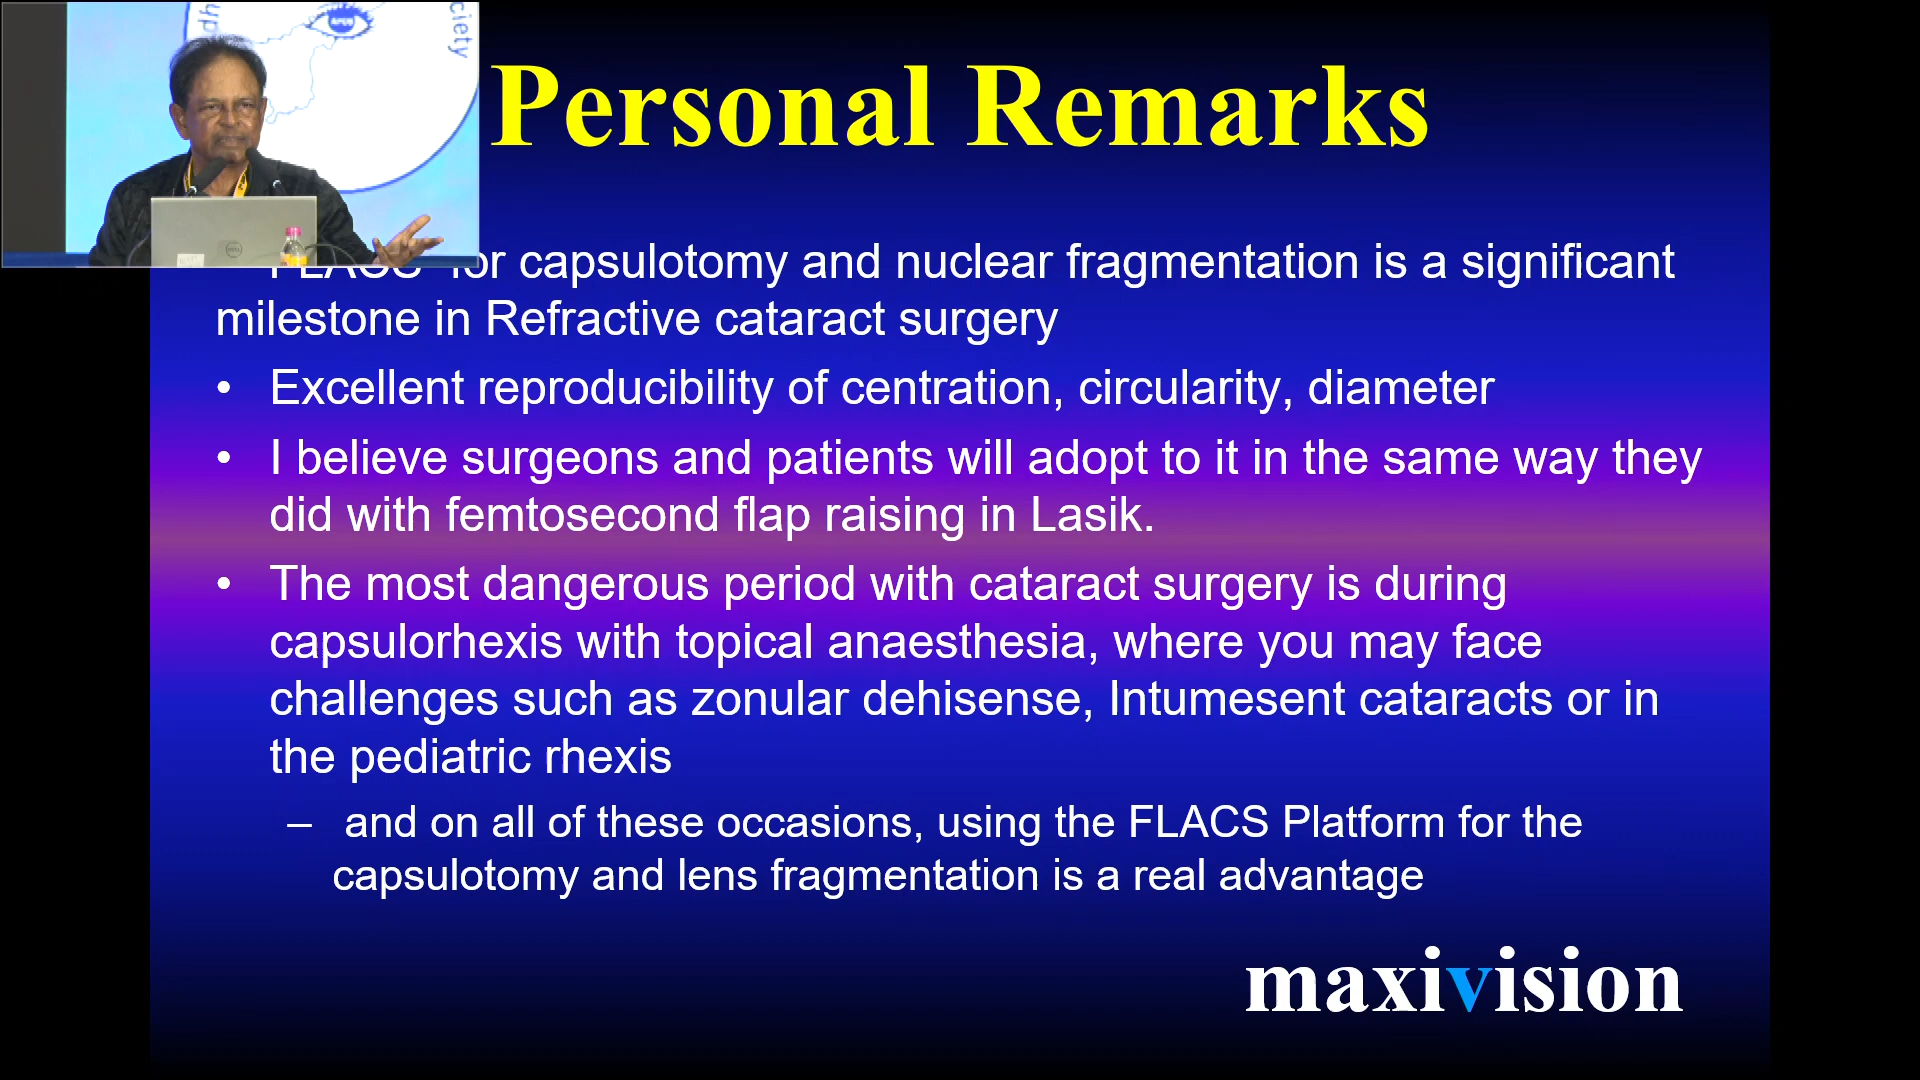 ciety
Personal Remarks
for capsulotomy and nuclear fragmentation is a significant
milestone in Refractive cataract surgery
• Excellent reproducibility of centration, circularity, diameter
• I believe surgeons and patients will adopt to it in the same way they
did with femtosecond flap raising in Lasik.
• The most dangerous period with cataract surgery is during
capsulorhexis with topical anaesthesia, where you may face
challenges such as zonular dehisense, Intumesent cataracts or in
the pediatric rhexis
– and on all of these occasions, using the FLACS Platform for the
capsulotomy and lens fragmentation is a real advantage
maxivision